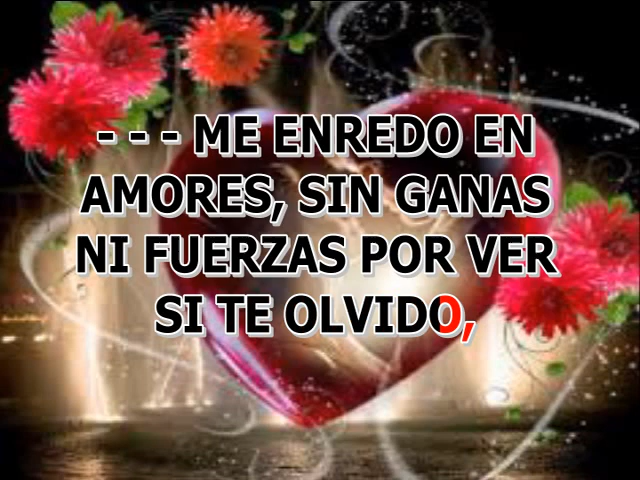 - - - ME ENREDO EN
AMORES, SIN GANAS
NI FUERZAS POR VER
SI TE OLVIDO,